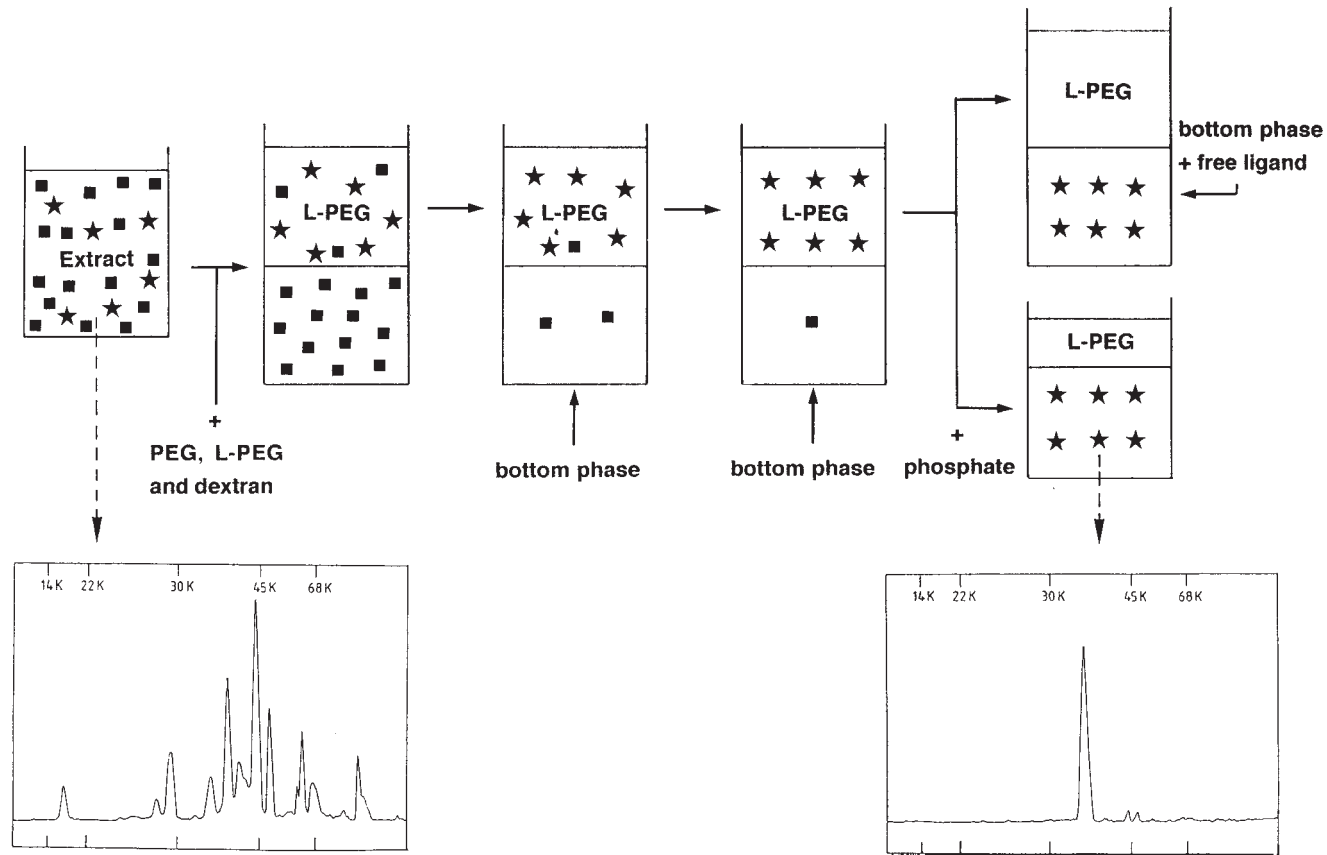 L-PEG
bottom phase
+ free ligand
Extract
L-PEG
L-PEG
L-PEG
L-PEG
+
PEG, L-PEG
and dextran
bottom phase
bottom phase
+
phosphate
14K 22K 30K 45K 68K
14K 22K 30K 45K 68K